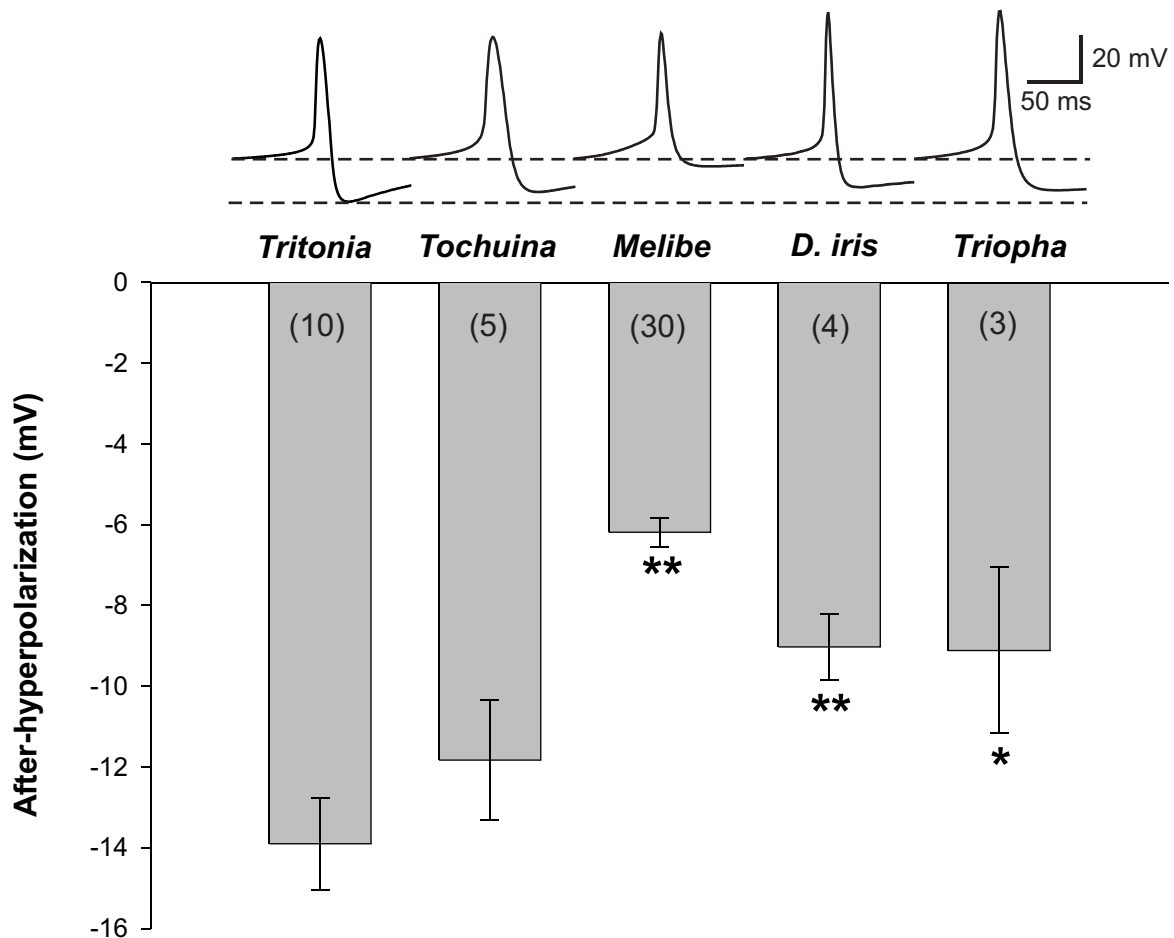 20 mV
50 ms
Tritonia Tochuina Melibe D. iris Triopha
0
(10) (5) (30) (4) (3)
-2
-4
-6
**
-8
-10
** 
*
-12
-14
-16
After-hyperpolarization (mV)